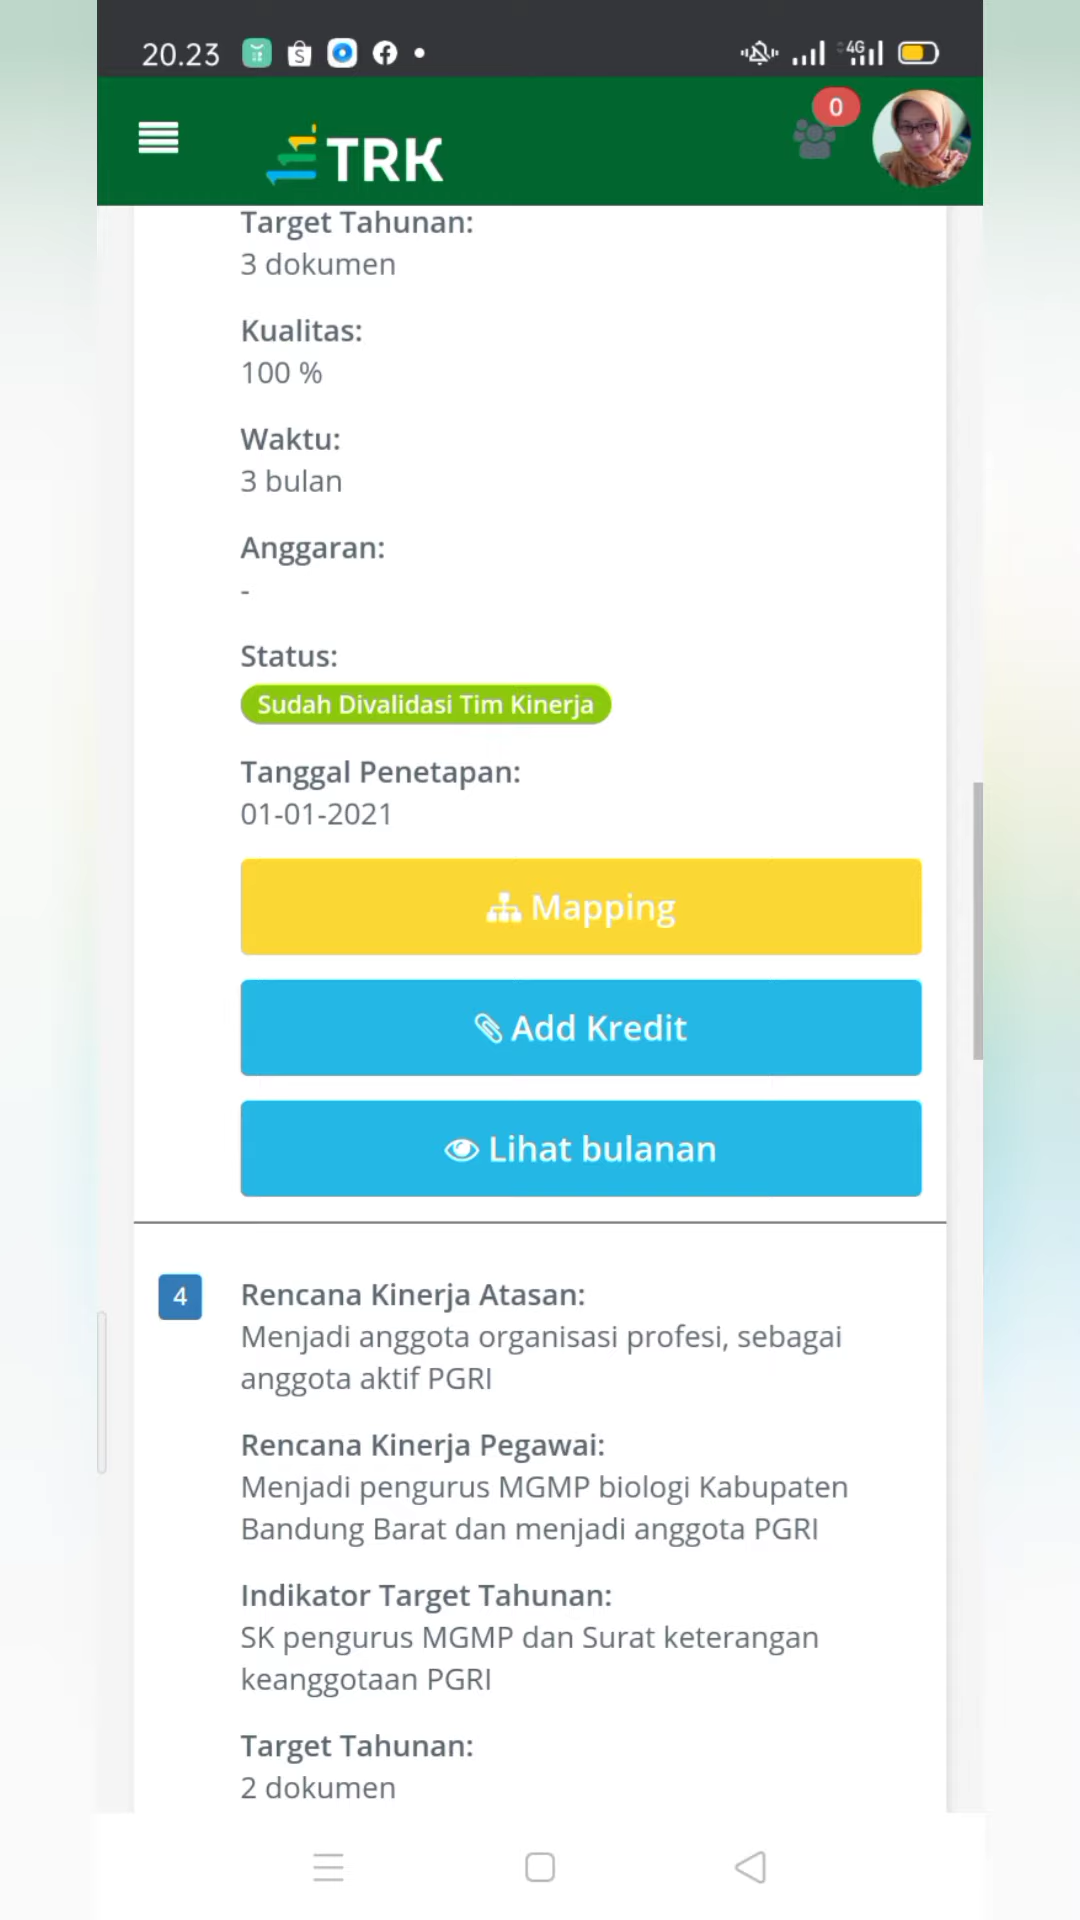 20.23
4G
0
TRK
Target Tahunan:
3 dokumen
Kualitas:
100 %
Waktu:
3 bulan
Anggaran:
-
Status:
Sudah Divalidasi Tim Kinerja
Tanggal Penetapan:
01-01-2021
Mapping
Add Kredit
Lihat bulanan
4
Rencana Kinerja Atasan:
Menjadi anggota organisasi profesi, sebagai
anggota aktif PGRI
Rencana Kinerja Pegawai:
Menjadi pengurus MGMP biologi Kabupaten
Bandung Barat dan menjadi anggota PGRI
Indikator Target Tahunan:
SK pengurus MGMP dan Surat keterangan
keanggotaan PGRI
Target Tahunan:
2 dokumen